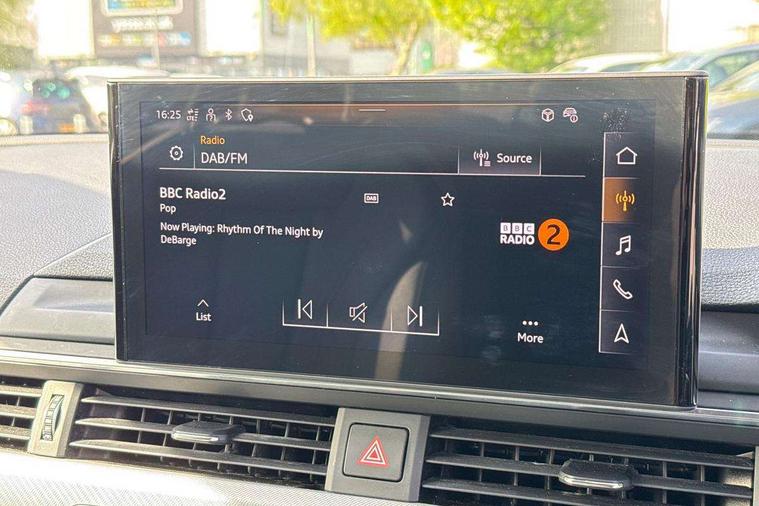 16:25 LTE
Radio
DAB/FM
Source
BBC Radio2
DAB
Pop
Now Playing: Rhythm Of The Night by
DeBarge
BBC
RADIO 2
List
More